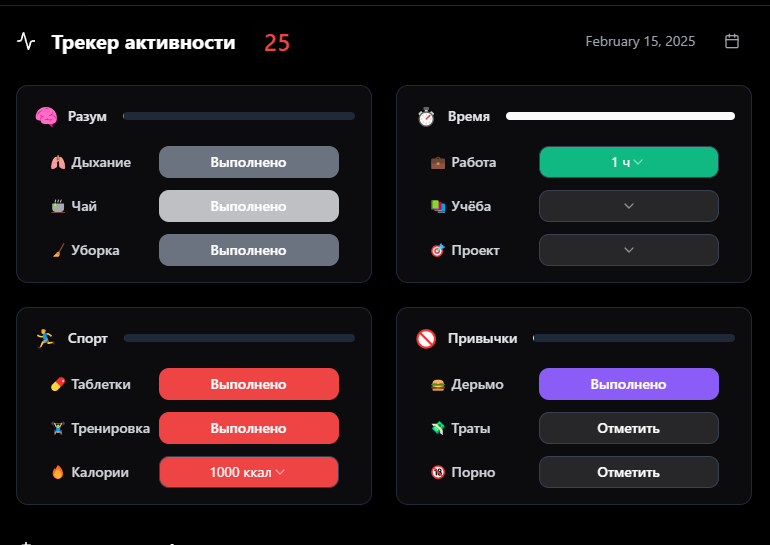 Трекер активности 25 February 15, 2025
Разум
Дыхание Выполнено
Чай Выполнено
Уборка Выполнено
Время
Работа 1 ч
Учёба
Проект
Спорт
Таблетки Выполнено
Тренировка Выполнено
Калории 1000 ккал
Привычки
Дерьмо Выполнено
Траты Отметить
Порно Отметить